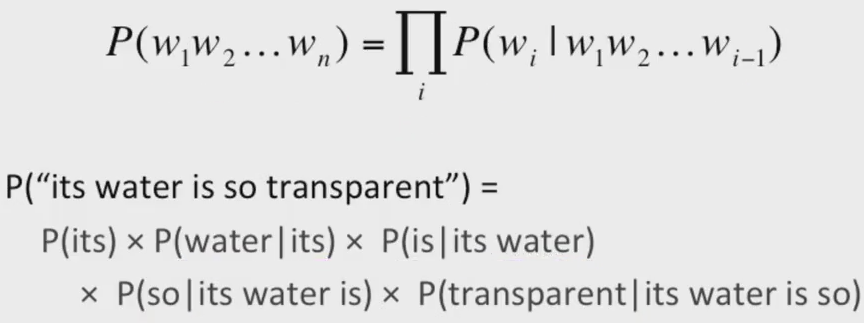 P(w₁w₂…wₙ) = ∏ᵢ P(wᵢ | w₁w₂…wᵢ₋₁)
P(“its water is so transparent”) =
P(its) × P(water|its) × P(is|its water)
× P(so|its water is) × P(transparent|its water is so)